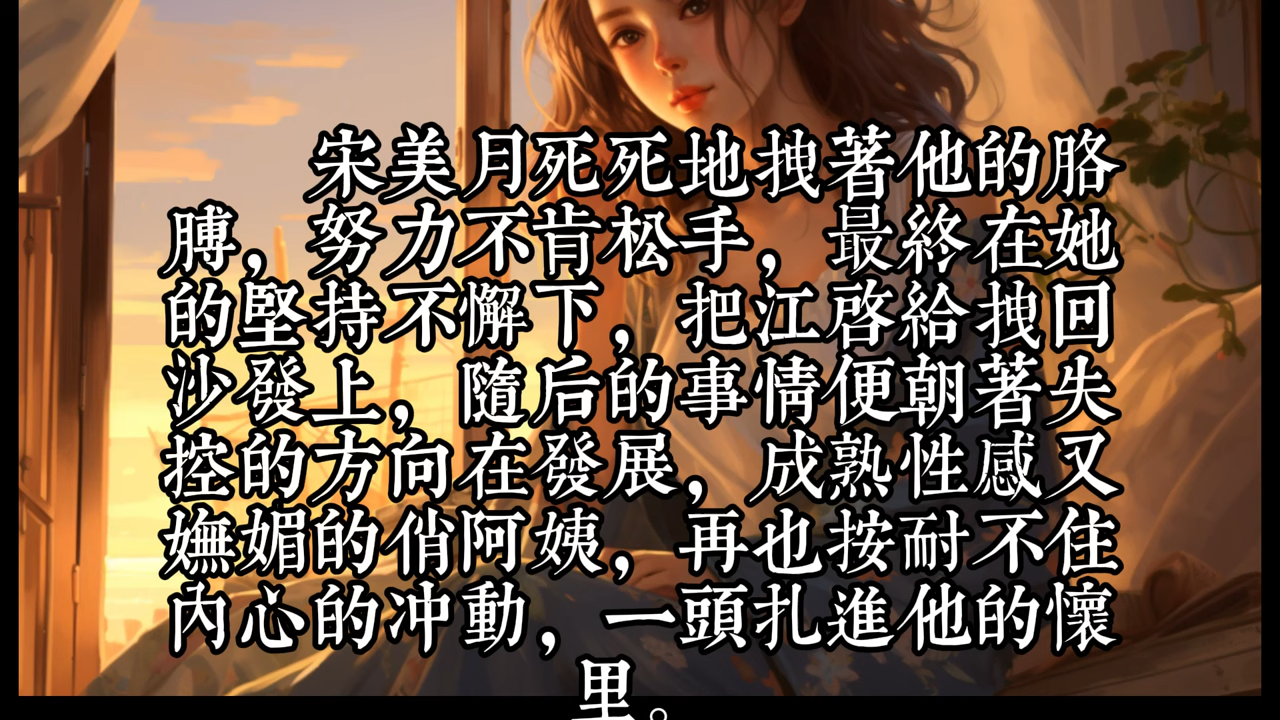 宋美月死死地拽著他的胳
膊，努力不肯松手，最終在她
的堅持不懈下，把江啓給拽回
沙發上，隨后的事情便朝著失
控的方向在發展，成熟性感又
嫵媚的俏阿姨，再也按耐不住
內心的冲動，一頭扎進他的懷
里。